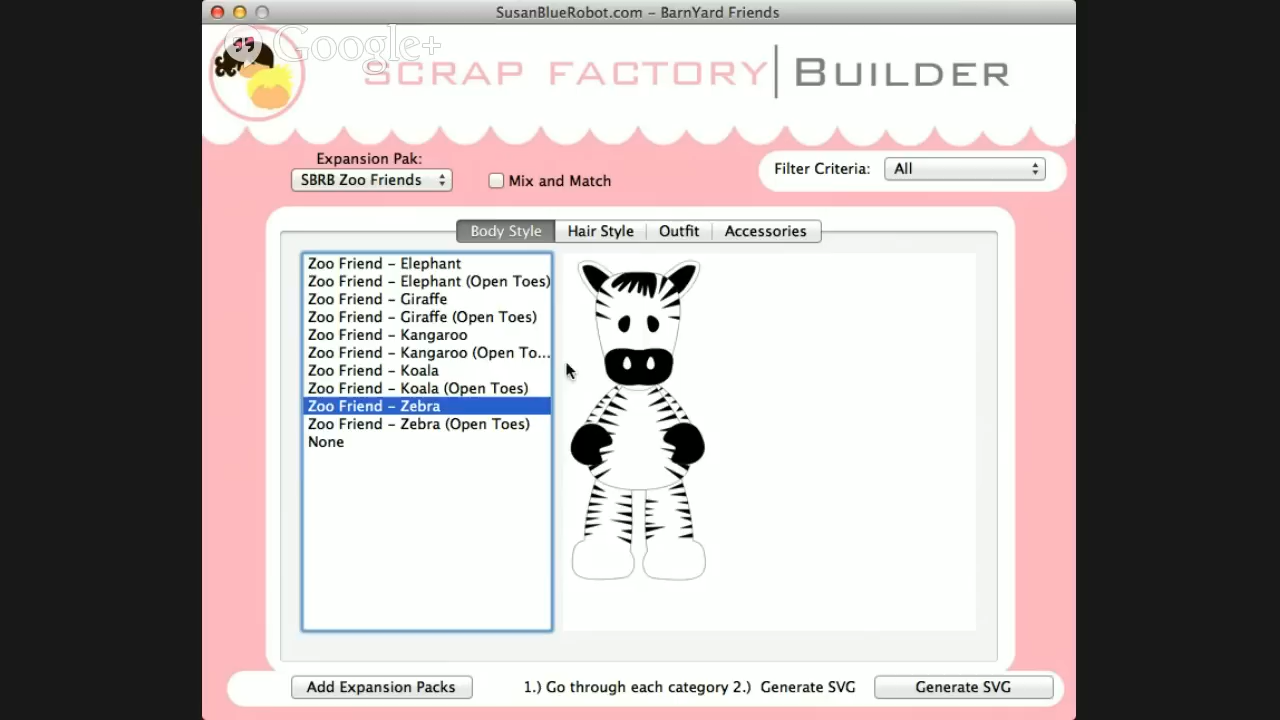 SusanBlueRobot.com – BarnYard Friends
Google+
SCRAP FACTORY | BUILDER
Expansion Pak:
SBRB Zoo Friends
Mix and Match
Filter Criteria: All
Body Style Hair Style Outfit Accessories
Zoo Friend – Elephant
Zoo Friend – Elephant (Open Toes)
Zoo Friend – Giraffe
Zoo Friend – Giraffe (Open Toes)
Zoo Friend – Kangaroo
Zoo Friend – Kangaroo (Open To...
Zoo Friend – Koala
Zoo Friend – Koala (Open Toes)
Zoo Friend – Zebra
Zoo Friend – Zebra (Open Toes)
None
Add Expansion Packs 1.) Go through each category 2.) Generate SVG Generate SVG